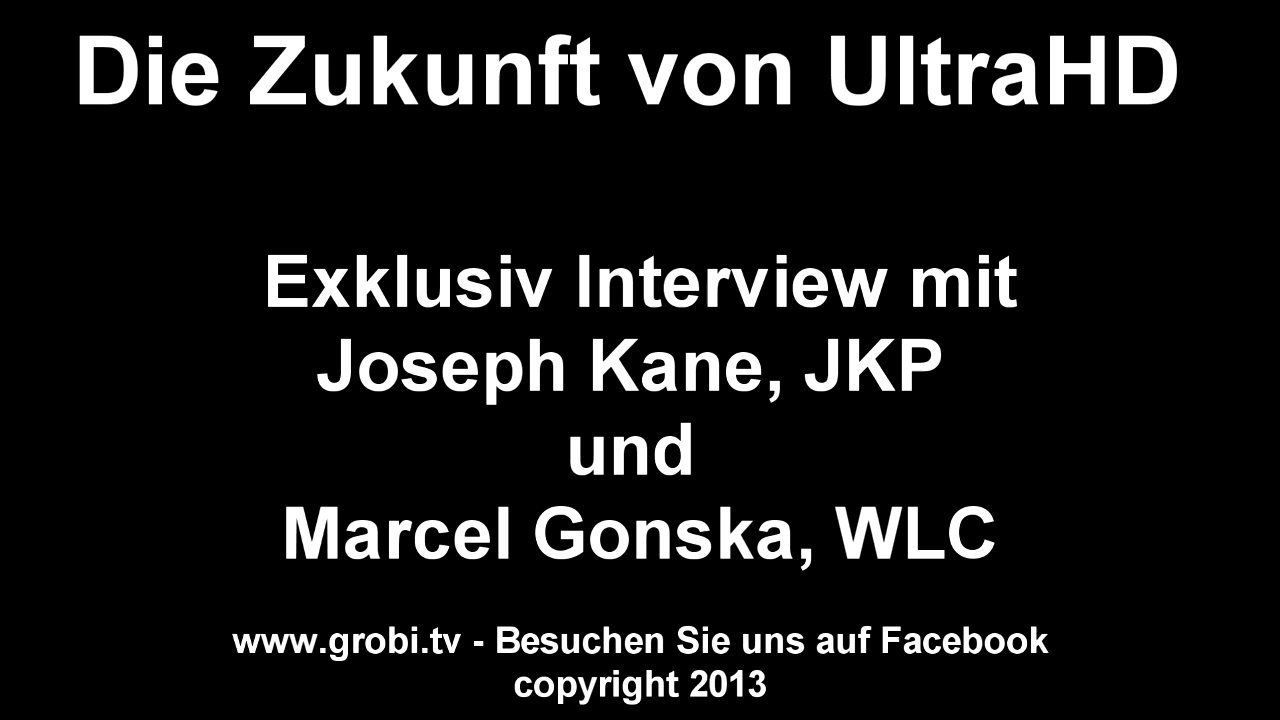 Die Zukunft von UltraHD
Exklusiv Interview mit
Joseph Kane, JKP
und
Marcel Gonska, WLC
www.grobi.tv - Besuchen Sie uns auf Facebook
copyright 2013